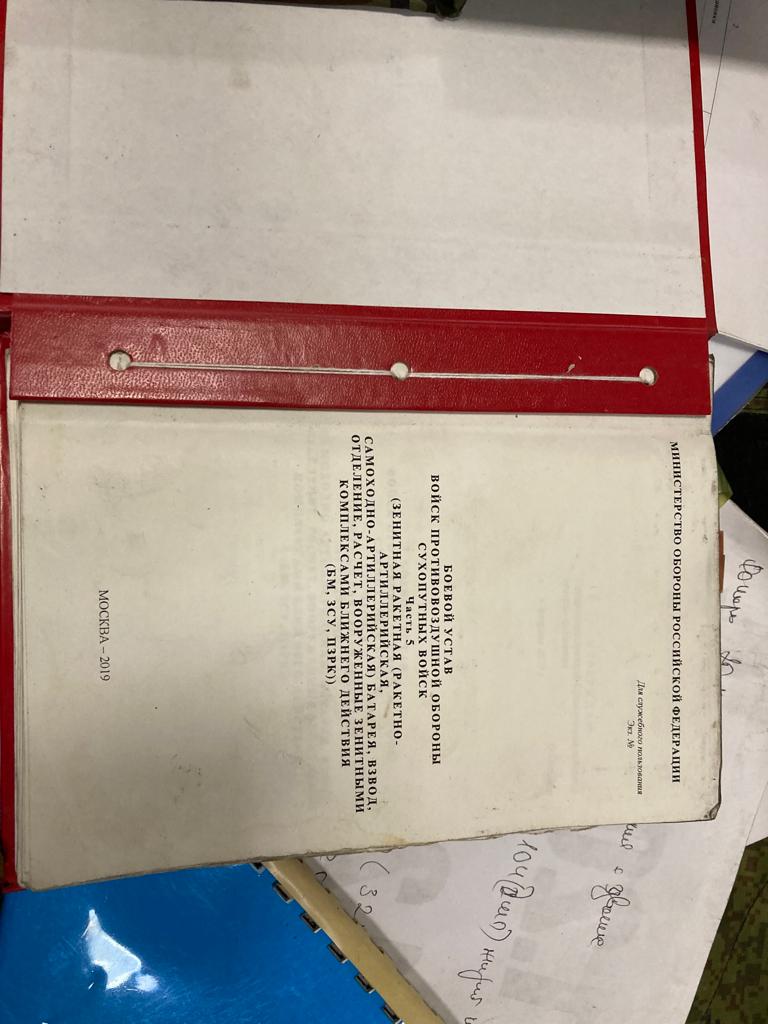 МИНИСТЕРСТВО ОБОРОНЫ РОССИЙСКОЙ ФЕДЕРАЦИИ
Для служебного пользования
Экз. №
БОЕВОЙ УСТАВ
ВОЙСК ПРОТИВОВОЗДУШНОЙ ОБОРОНЫ
СУХОПУТНЫХ ВОЙСК
Часть 5
(ЗЕНИТНАЯ РАКЕТНАЯ (РАКЕТНО-
АРТИЛЛЕРИЙСКАЯ,
САМОХОДНО-АРТИЛЛЕРИЙСКАЯ) БАТАРЕЯ, ВЗВОД,
ОТДЕЛЕНИЕ, РАСЧЕТ, ВООРУЖЕННЫЕ ЗЕНИТНЫМИ
КОМПЛЕКСАМИ БЛИЖНЕГО ДЕЙСТВИЯ
(БМ, ЗСУ, ПЗРК))
МОСКВА – 2019
104
(32